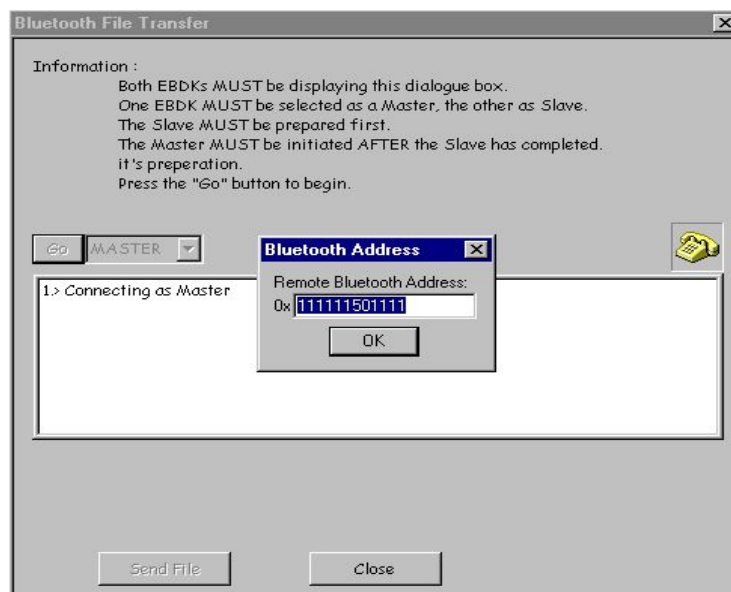 Bluetooth File Transfer
Information :
Both EBDKs MUST be displaying this dialogue box.
One EBDK MUST be selected as a Master, the other as Slave.
The Slave MUST be prepared first.
The Master MUST be initiated AFTER the Slave has completed.
it's preperation.
Press the "Go" button to begin.
Go MASTER
Bluetooth Address
Remote Bluetooth Address:
0x 111111501111
OK
1.> Connecting as Master
Send File Close